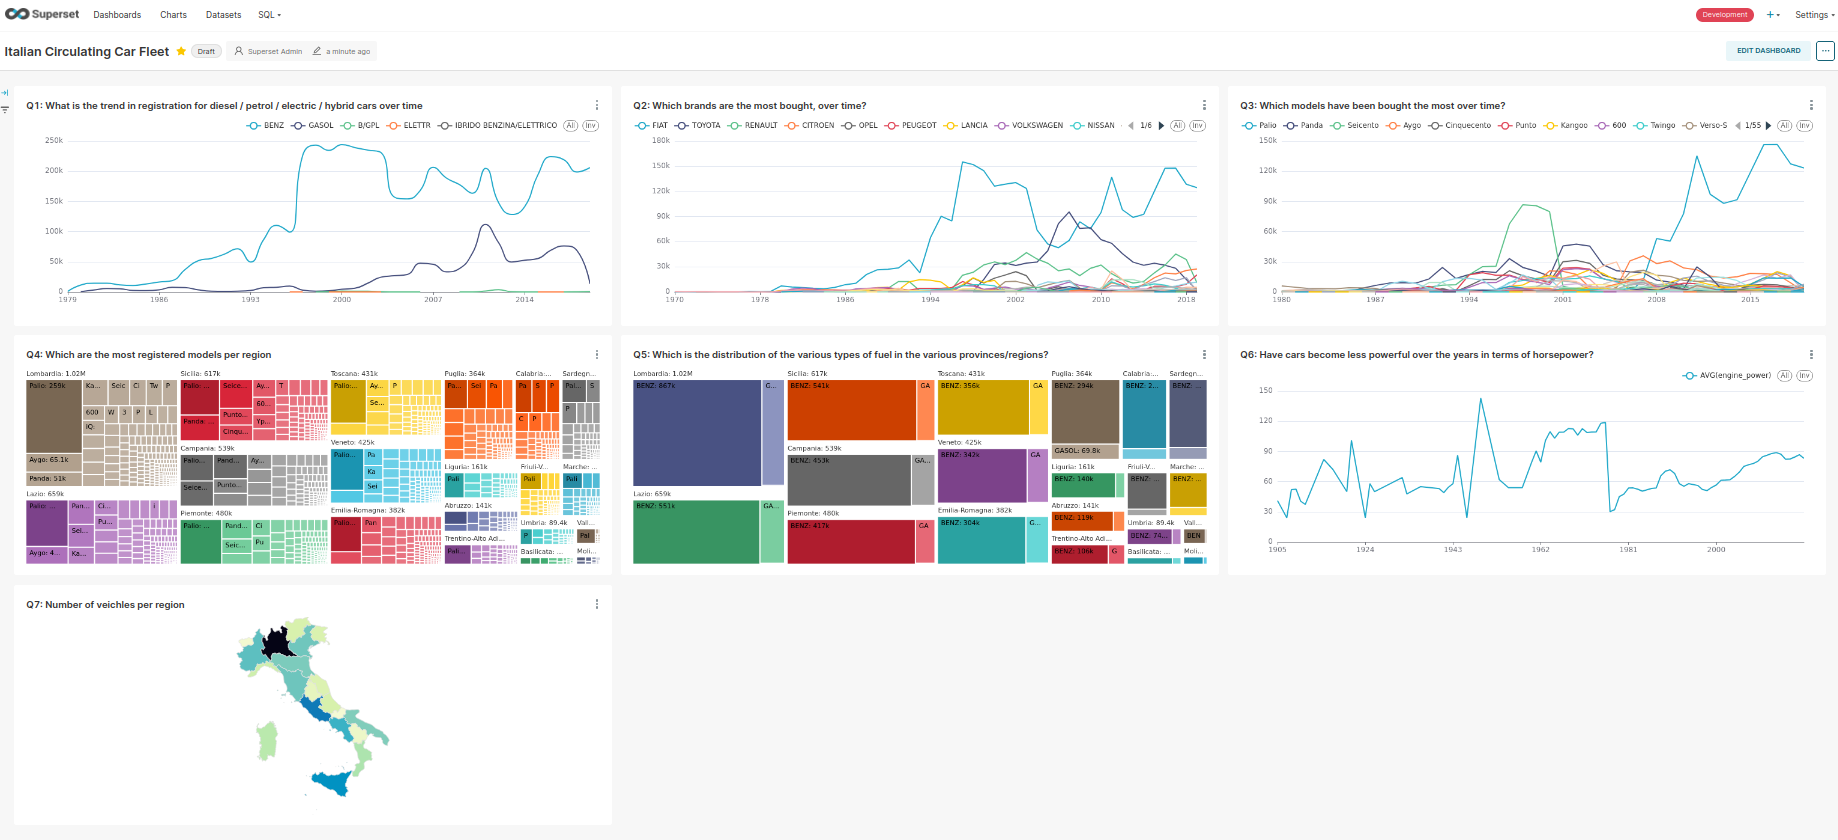 Superset Dashboards Charts Datasets SQL Development + Settings
Italian Circulating Car Fleet Draft Superset Admin a minute ago EDIT DASHBOARD ...
Q1: What is the trend in registration for diesel / petrol / electric / hybrid cars over time
BENZ GASOL B/GPL ELETTR IBRIDO BENZINA/ELETTRICO All Inv
250k
200k
150k
100k
50k
0
1979 1986 1993 2000 2007 2014
Q2: Which brands are the most bought, over time?
FIAT TOYOTA RENAULT CITROEN OPEL PEUGEOT LANCIA VOLKSWAGEN NISSAN 1/6 All Inv
180k
150k
120k
90k
60k
30k
0
1970 1978 1986 1994 2002 2010 2018
Q3: Which models have been bought the most over time?
Palio Panda Seicento Aygo Cinquecento Punto Kangoo 600 Twingo Verso-S 1/55 All Inv
150k
120k
90k
60k
30k
0
1980 1987 1994 2001 2008 2015
Q4: Which are the most registered models per region
Lombardia: 1.02M
Palio: 259k Ka... Seic Ci Tw P
600 W 3 P L
IQ:
Aygo: 65.1k
Panda: 51k
Lazio: 659k
Palio: ... Pan... Ci... i
Pu...
Sel...
Aygo: 4... Ka...
Sicilia: 617k
Palio: ... Seice... Ay... T
60...
Punto...
Panda: ... Yp...
Cinqu...
Campania: 539k
Palio... Pand... Ay...
Seice... Punto...
Piemonte: 480k
Palio: ... Pand... Ci
Seic... Pu
Toscana: 431k
Palio:... Ay... P
Se...
Veneto: 425k
Palio... Pa
Ka
Sei
Emilia-Romagna: 382k
Palio... Pan
Puglia: 364k
Pa... Sei Pa
Liguria: 161k
Pali
Abruzzo: 141k
Trentino-Alto Ad...
Pali...
Calabria:...
Pa S P
C P
Friuli-V...
Pali
Umbria: 89.4k
P
Basilicata: ...
Sardegn...
Pal... S
P
Marche: ...
Pali
Val...
Pal
Moli...
Q5: Which is the distribution of the various types of fuel in the various provinces/regions?
Lombardia: 1.02M
BENZ: 867k G...
Lazio: 659k
BENZ: 551k GA...
Sicilia: 617k
BENZ: 541k GA
Campania: 539k
BENZ: 453k GA...
Piemonte: 480k
BENZ: 417k GA
Toscana: 431k
BENZ: 356k GA
Veneto: 425k
BENZ: 342k GA
Emilia-Romagna: 382k
BENZ: 304k G...
Puglia: 364k
BENZ: 294k
GASOL: 69.8k
Liguria: 161k
BENZ: 140k
Abruzzo: 141k
BENZ: 119k
Trentino-Alto Ad...
BENZ: 106k G
Calabria:...
BENZ: 2...
Friuli-V...
BENZ: ...
Umbria: 89.4k
BENZ: 74...
Basilicata: ...
Sardegn...
BENZ: ...
Marche: ...
BENZ: ...
Val...
BEN
Moli...
Q6: Have cars become less powerful over the years in terms of horsepower?
AVG(engine_power) All Inv
150
120
90
60
30
0
1905 1924 1943 1962 1981 2000
Q7: Number of veichles per region